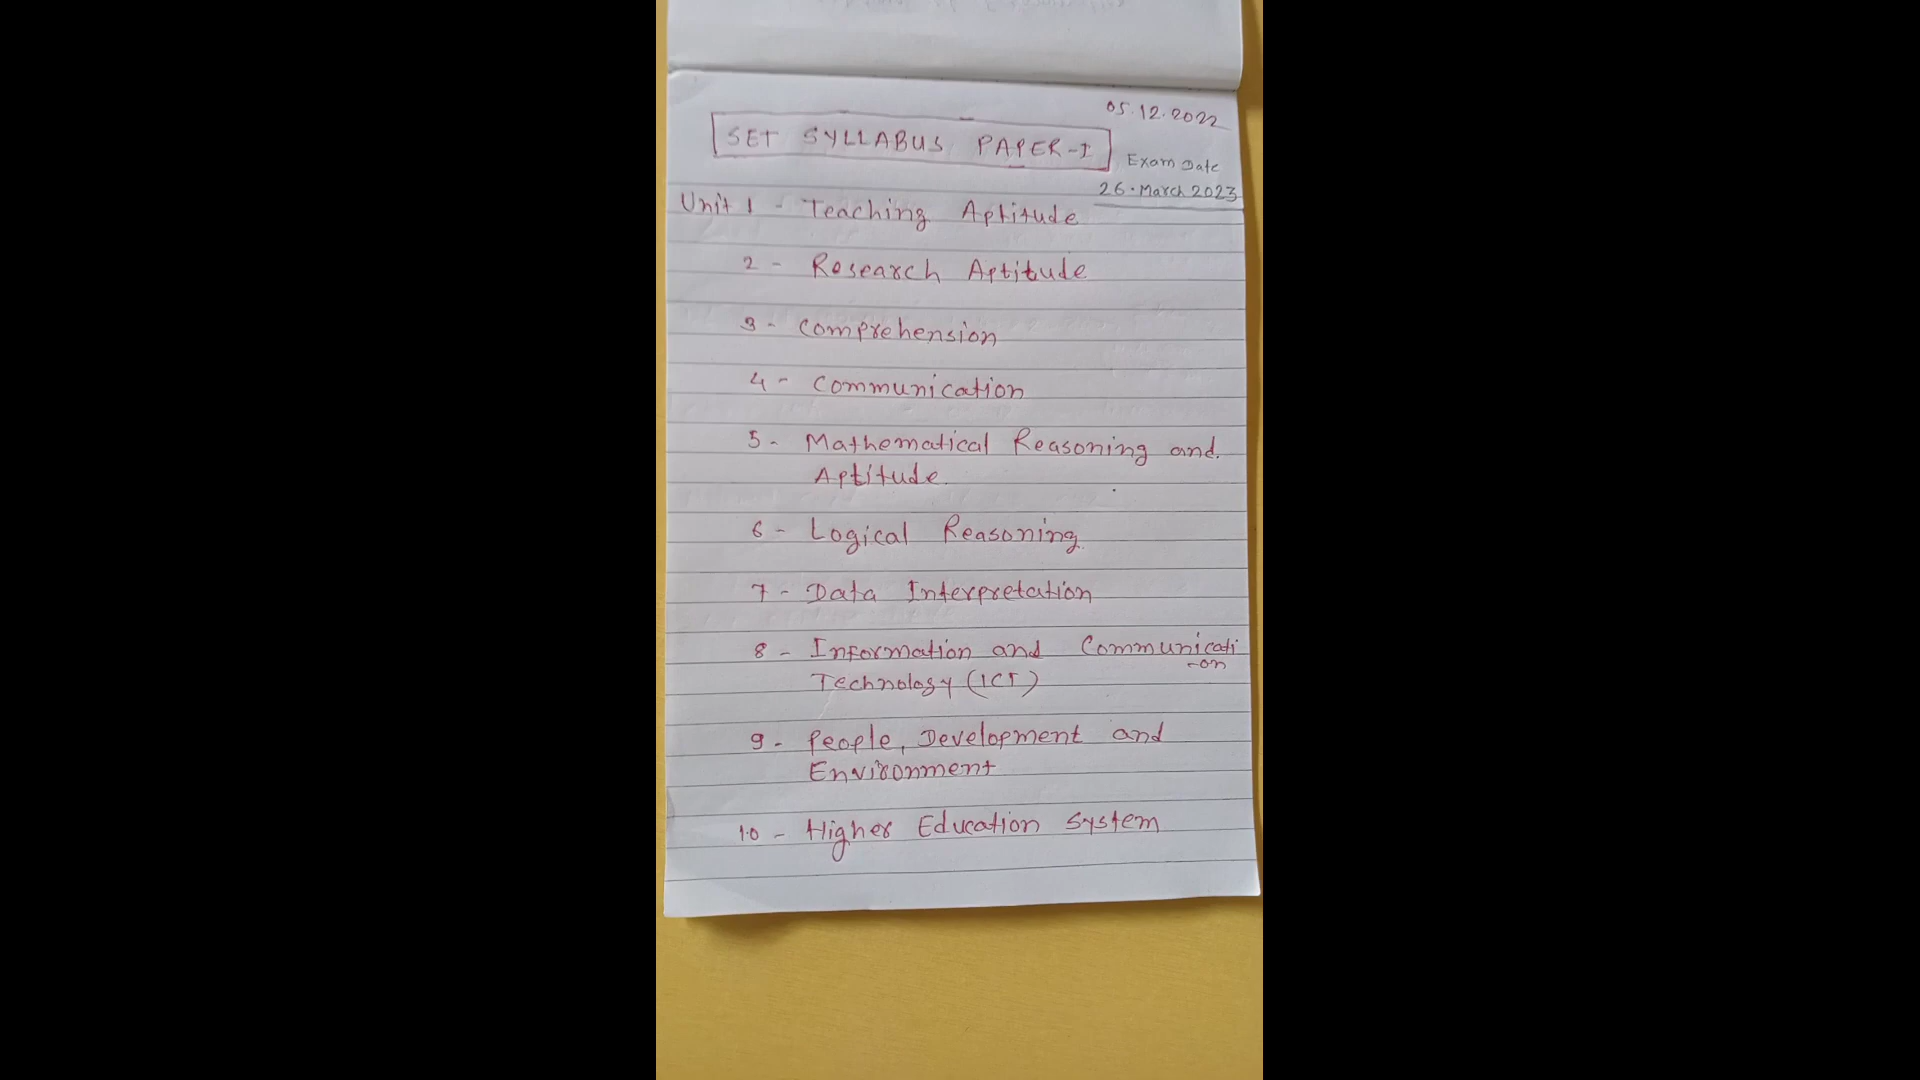 05.12.2022
SET SYLLABUS PAPER-I
Exam Date
26.March 2023
Unit 1 - Teaching Aptitude
2 - Research Aptitude
3 - Comprehension
4 - Communication
5 - Mathematical Reasoning and
Aptitude.
6 - Logical Reasoning.
7 - Data Interpretation
8 - Information and Communicati
-on
Technology (ICT)
9 - People, Development and
Environment
10 - Higher Education System